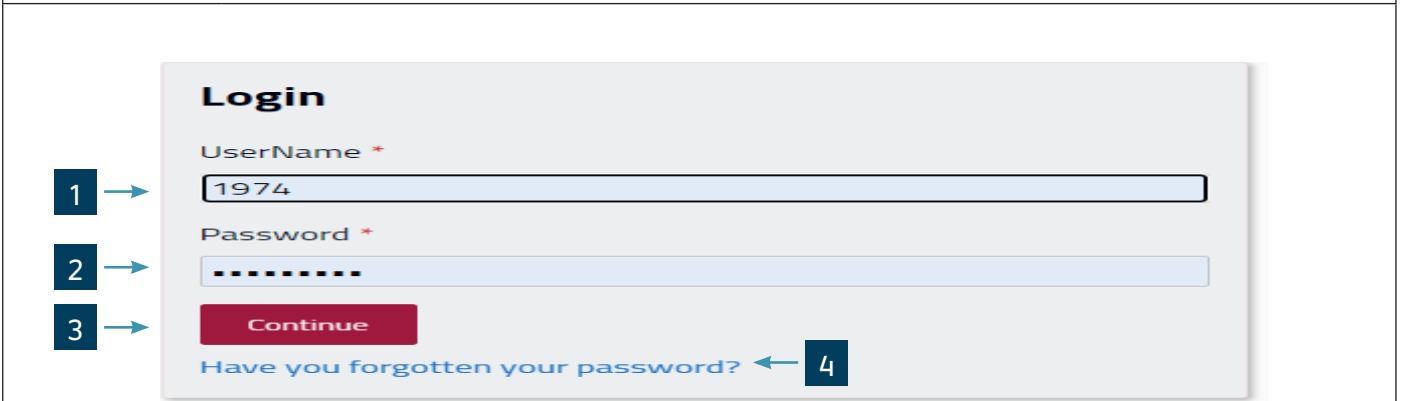 Login
UserName *
1
1974
Password *
2
•••••••••
3
Continue
Have you forgotten your password?
4